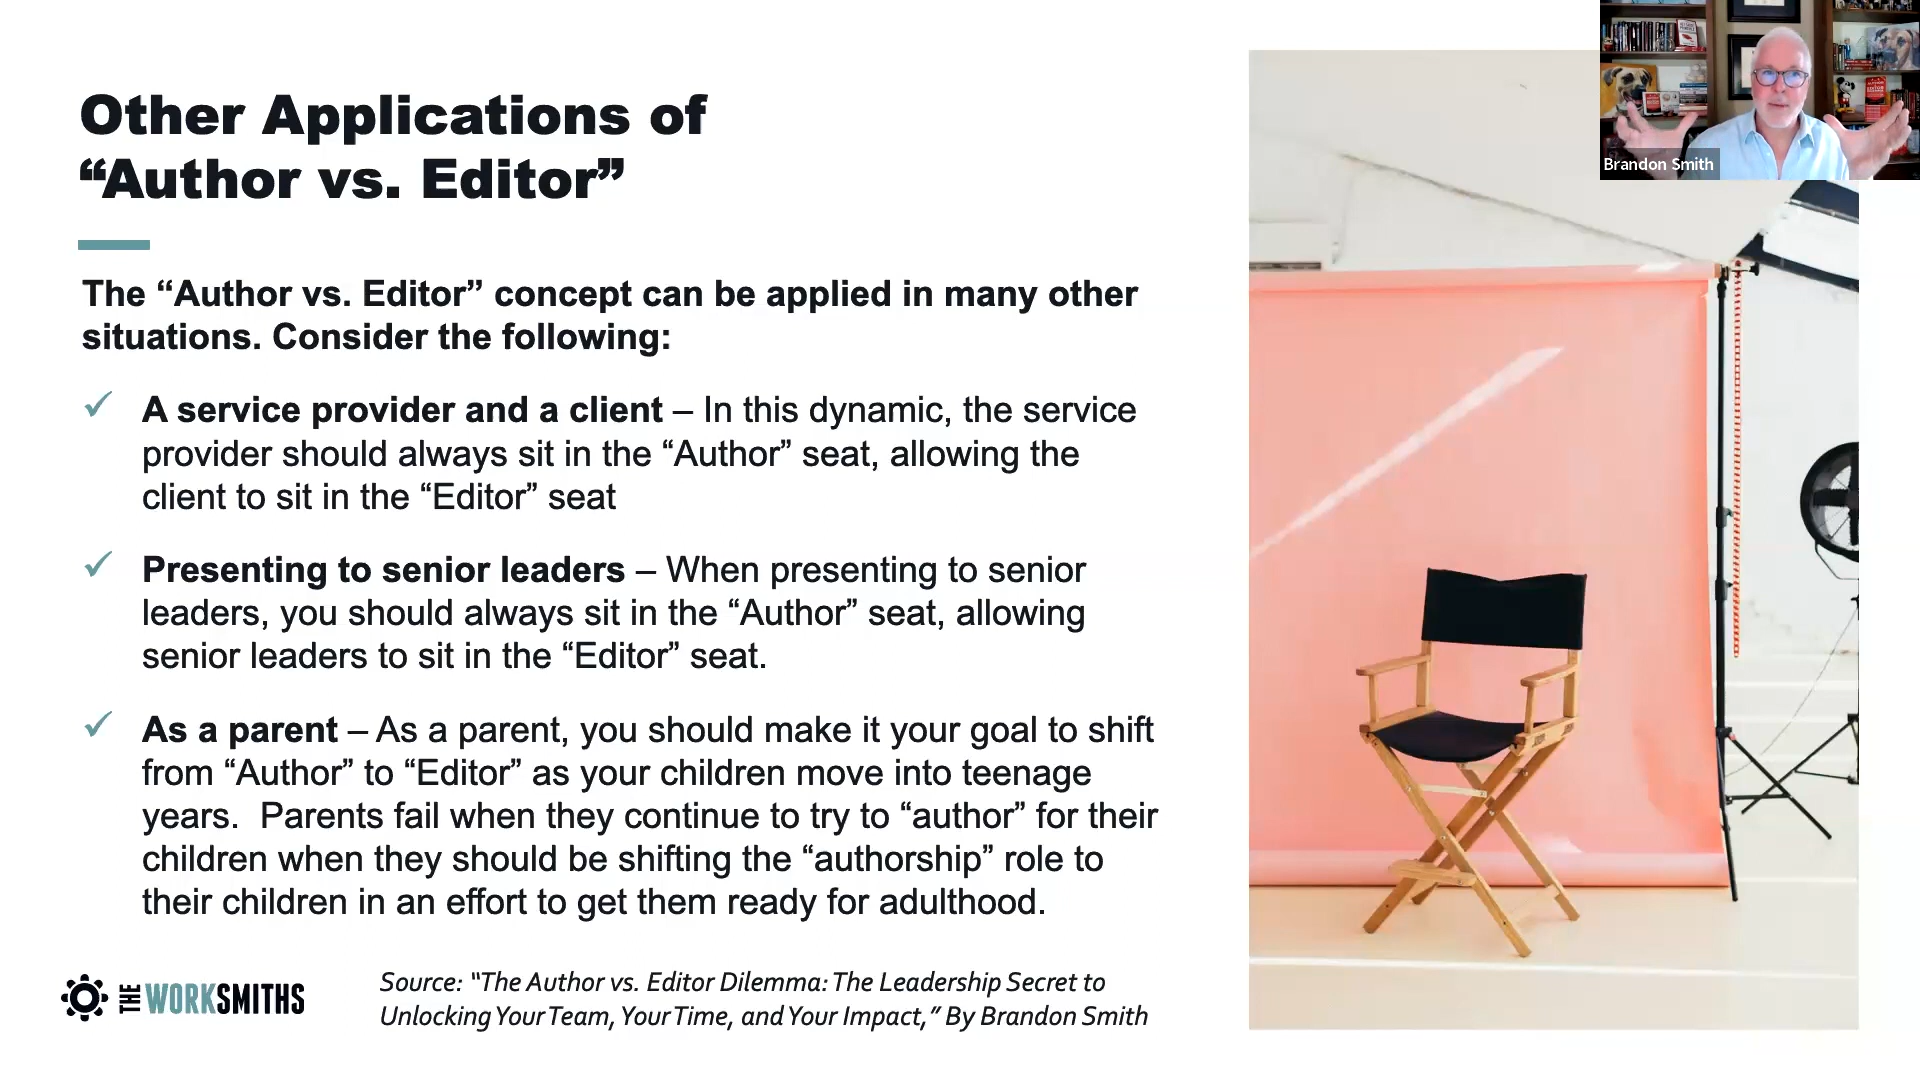 Other Applications of
“Author vs. Editor”
The “Author vs. Editor” concept can be applied in many other
situations. Consider the following:
A service provider and a client – In this dynamic, the service
provider should always sit in the “Author” seat, allowing the
client to sit in the “Editor” seat
Presenting to senior leaders – When presenting to senior
leaders, you should always sit in the “Author” seat, allowing
senior leaders to sit in the “Editor” seat.
As a parent – As a parent, you should make it your goal to shift
from “Author” to “Editor” as your children move into teenage
years.  Parents fail when they continue to try to “author” for their
children when they should be shifting the “authorship” role to
their children in an effort to get them ready for adulthood.
THE WORKSMITHS
Source: “The Author vs. Editor Dilemma: The Leadership Secret to
Unlocking Your Team, Your Time, and Your Impact,” By Brandon Smith
Brandon Smith